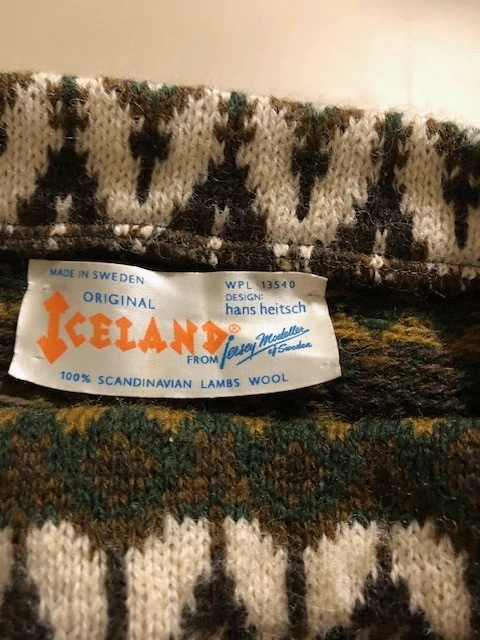 MADE IN SWEDEN
WPL 13540
ORIGINAL
DESIGN:
hans heitsch
ICELAND®
FROM Jersey Modeller of Sweden
100% SCANDINAVIAN LAMBS WOOL